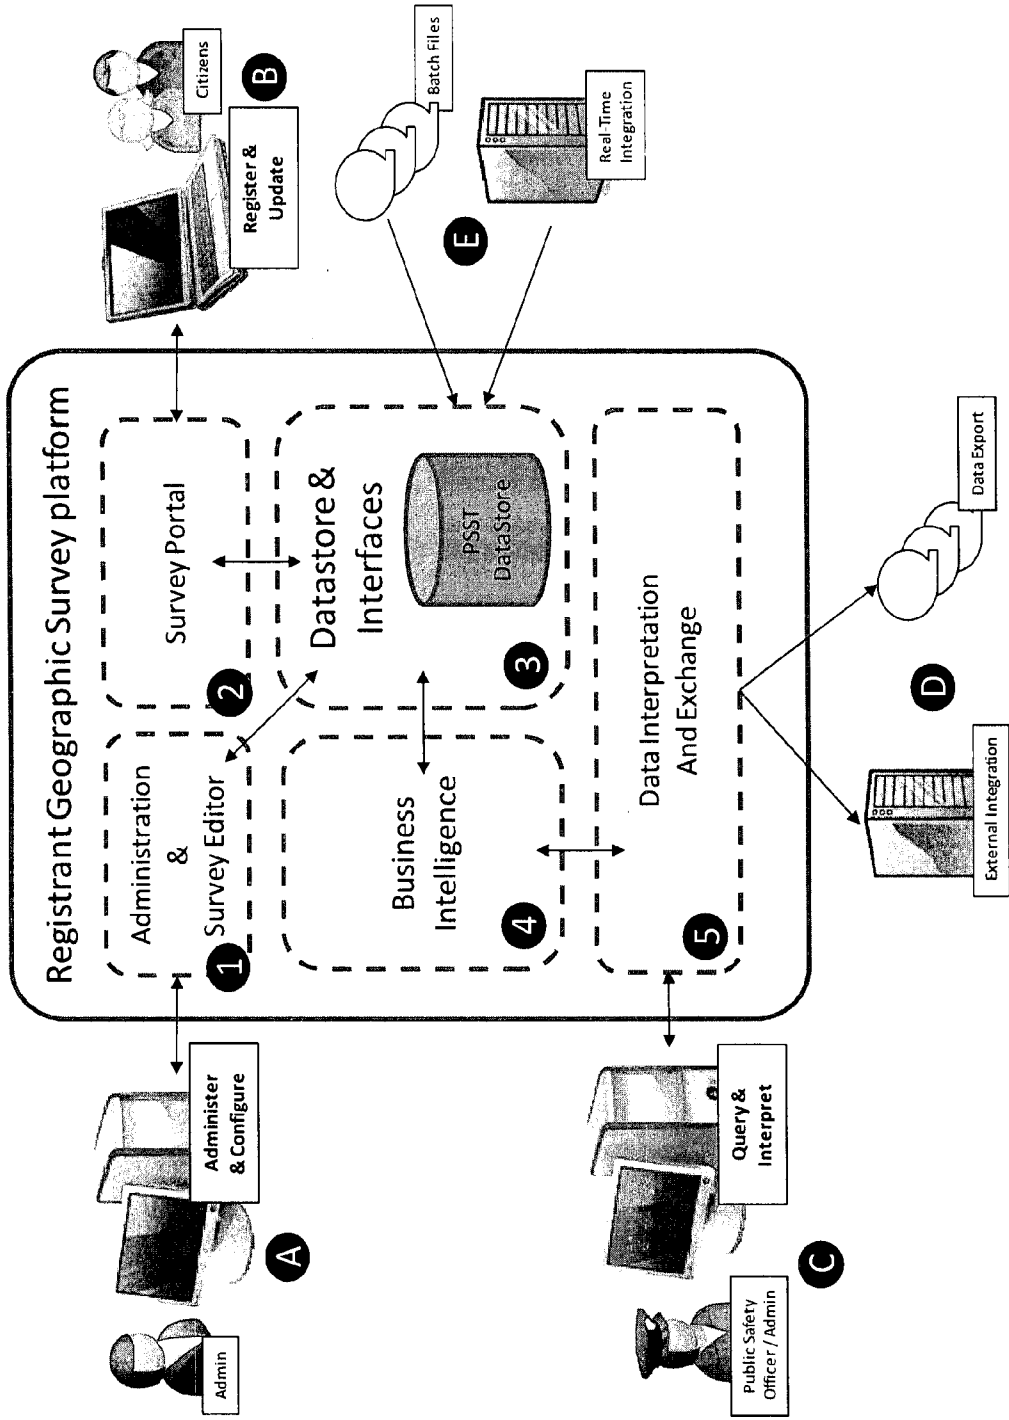 Registrant Geographic Survey platform
Admin
Administer
& Configure
A
Administration
&
Survey Editor
1
Survey Portal
2
Register &
Update
Citizens
B
Business
Intelligence
4
Datastore &
Interfaces
PSST
DataStore
3
Batch Files
E
Real-Time
Integration
Public Safety
Officer / Admin
Query &
Interpret
C
Data Interpretation
And Exchange
5
External Integration
D
Data Export